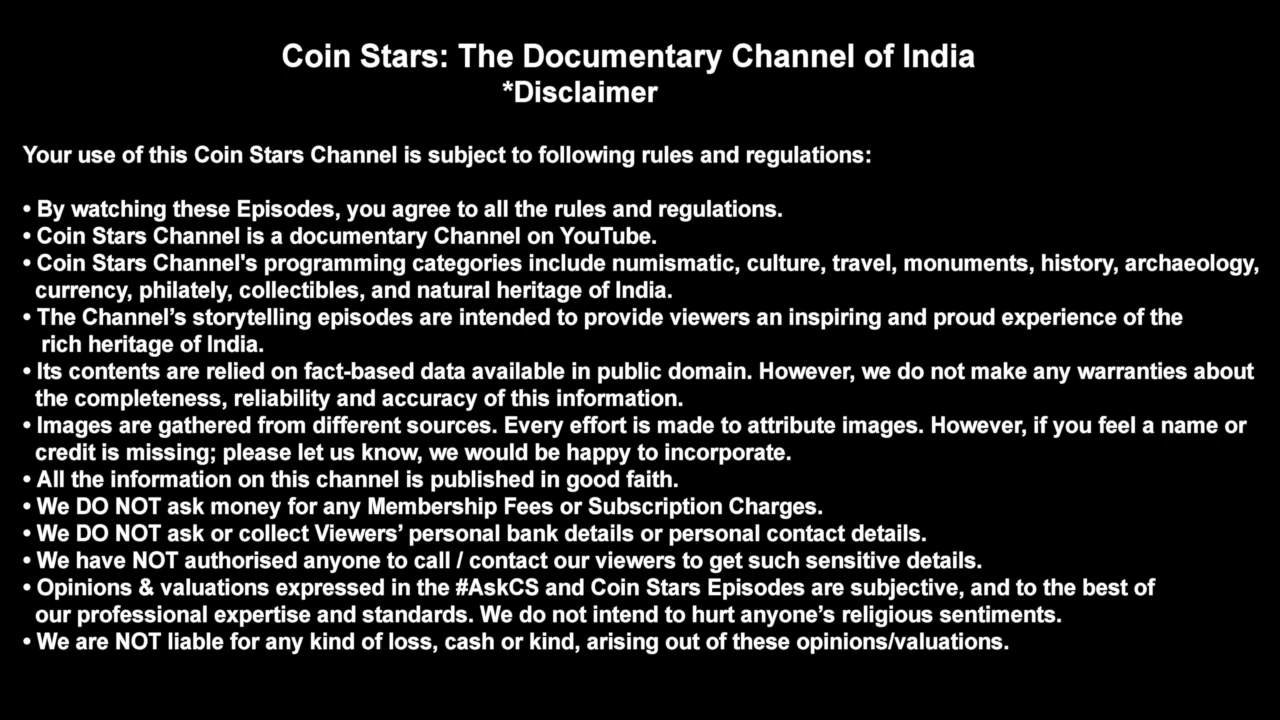 Coin Stars: The Documentary Channel of India
*Disclaimer
Your use of this Coin Stars Channel is subject to following rules and regulations:
• By watching these Episodes, you agree to all the rules and regulations.
• Coin Stars Channel is a documentary Channel on YouTube.
• Coin Stars Channel's programming categories include numismatic, culture, travel, monuments, history, archaeology,
currency, philately, collectibles, and natural heritage of India.
• The Channel’s storytelling episodes are intended to provide viewers an inspiring and proud experience of the
rich heritage of India.
• Its contents are relied on fact-based data available in public domain. However, we do not make any warranties about
the completeness, reliability and accuracy of this information.
• Images are gathered from different sources. Every effort is made to attribute images. However, if you feel a name or
credit is missing; please let us know, we would be happy to incorporate.
• All the information on this channel is published in good faith.
• We DO NOT ask money for any Membership Fees or Subscription Charges.
• We DO NOT ask or collect Viewers’ personal bank details or personal contact details.
• We have NOT authorised anyone to call / contact our viewers to get such sensitive details.
• Opinions & valuations expressed in the #AskCS and Coin Stars Episodes are subjective, and to the best of
our professional expertise and standards. We do not intend to hurt anyone’s religious sentiments.
• We are NOT liable for any kind of loss, cash or kind, arising out of these opinions/valuations.